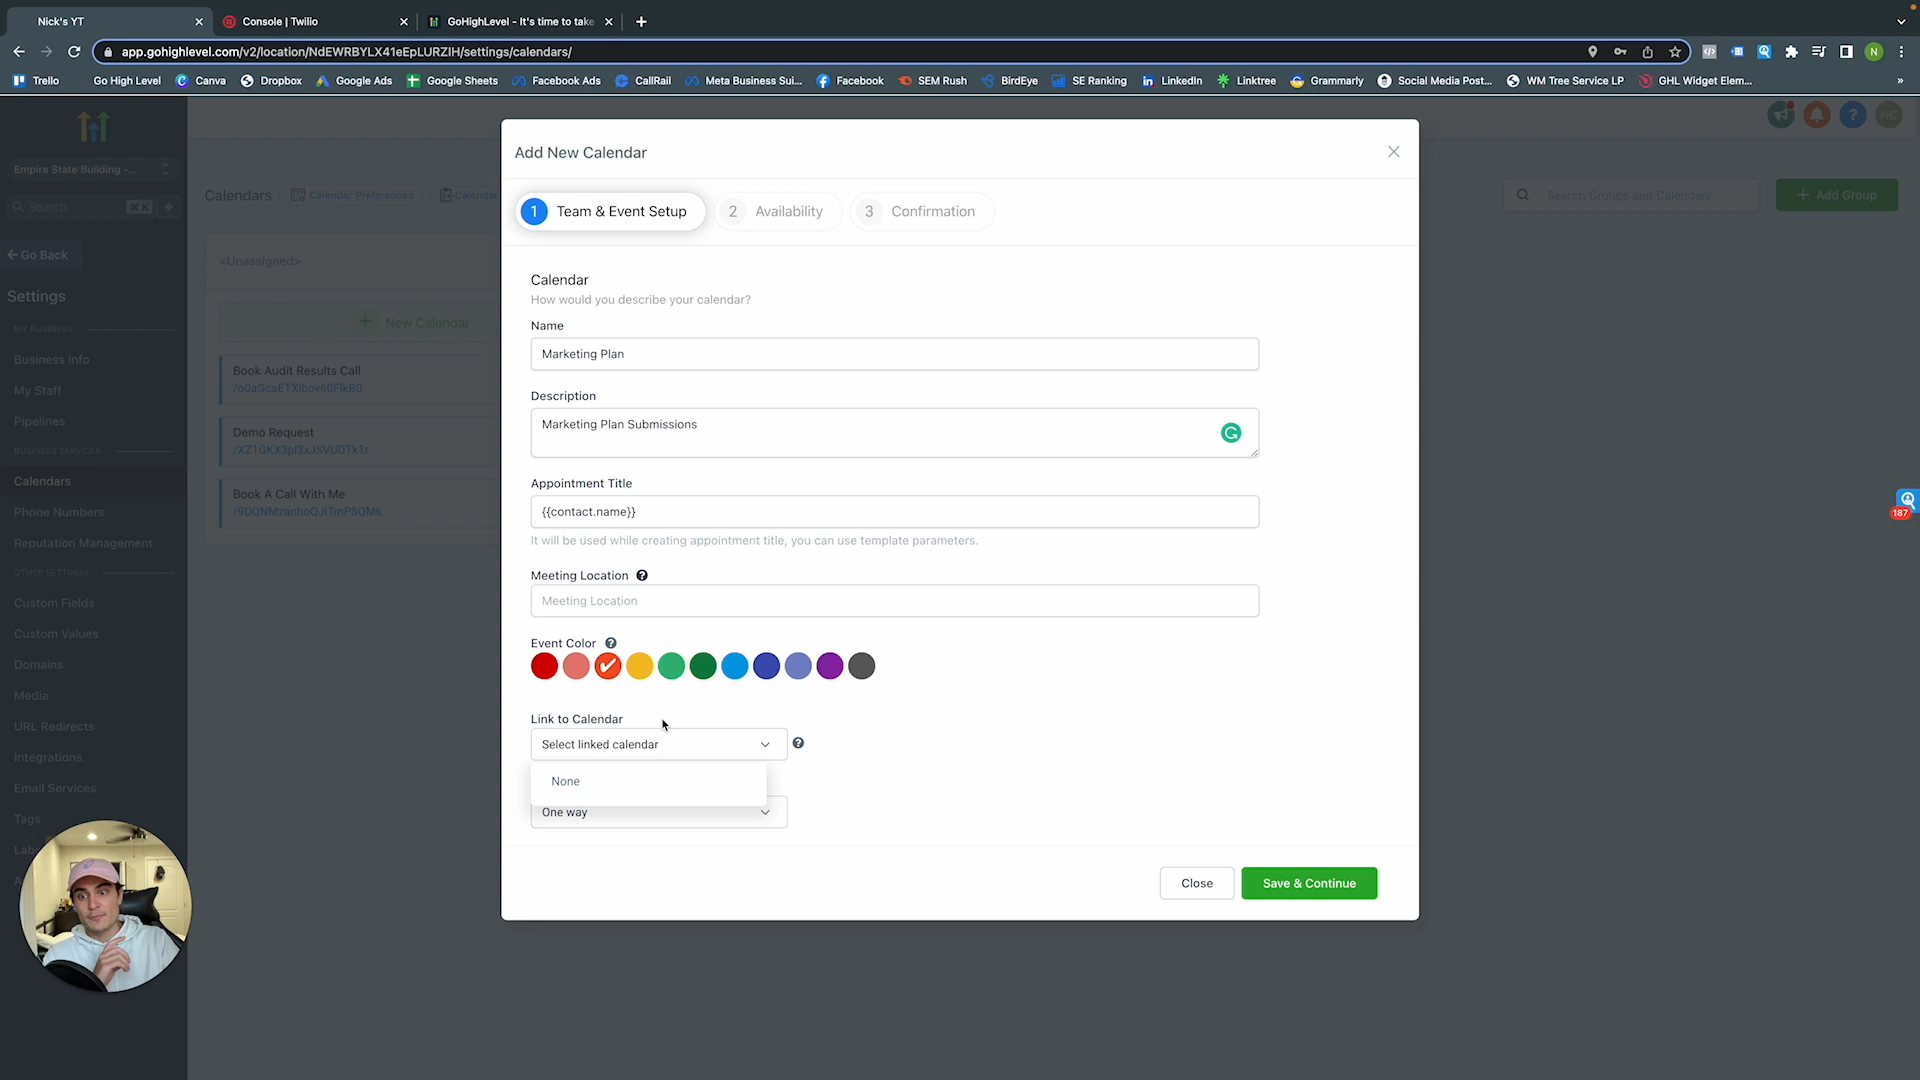 Nick's YT
Console | Twilio
GoHighLevel - It's time to take
app.gohighlevel.com/v2/location/NdEWRBYLX41eEpLURZIH/settings/calendars/
N
Trello
Go High Level
Canva
Dropbox
Google Ads
Google Sheets
Facebook Ads
CallRail
Meta Business Sui...
Facebook
SEM Rush
BirdEye
SE Ranking
LinkedIn
Linktree
Grammarly
Social Media Post...
WM Tree Service LP
GHL Widget Elem...
»
Empire State Building -...
Search
⌘ K
Go Back
Settings
MY BUSINESS
Business Info
My Staff
Pipelines
BUSINESS SERVICES
Calendars
Phone Numbers
Reputation Management
OTHER SETTINGS
Custom Fields
Custom Values
Domains
Media
URL Redirects
Integrations
Email Services
Tags
Calendars
Calendar Preferences
Calendar
Search Groups and Calendars
+ Add Group
NC
<Unassigned>
+ New Calendar
Book Audit Results Call
Demo Request
Book A Call With Me
Add New Calendar
1 Team & Event Setup
2 Availability
3 Confirmation
Calendar
How would you describe your calendar?
Name
Marketing Plan
Description
Marketing Plan Submissions
Appointment Title
{{contact.name}}
It will be used while creating appointment title, you can use template parameters.
Meeting Location
Meeting Location
Event Color
Link to Calendar
Select linked calendar
None
One way
Close
Save & Continue
187